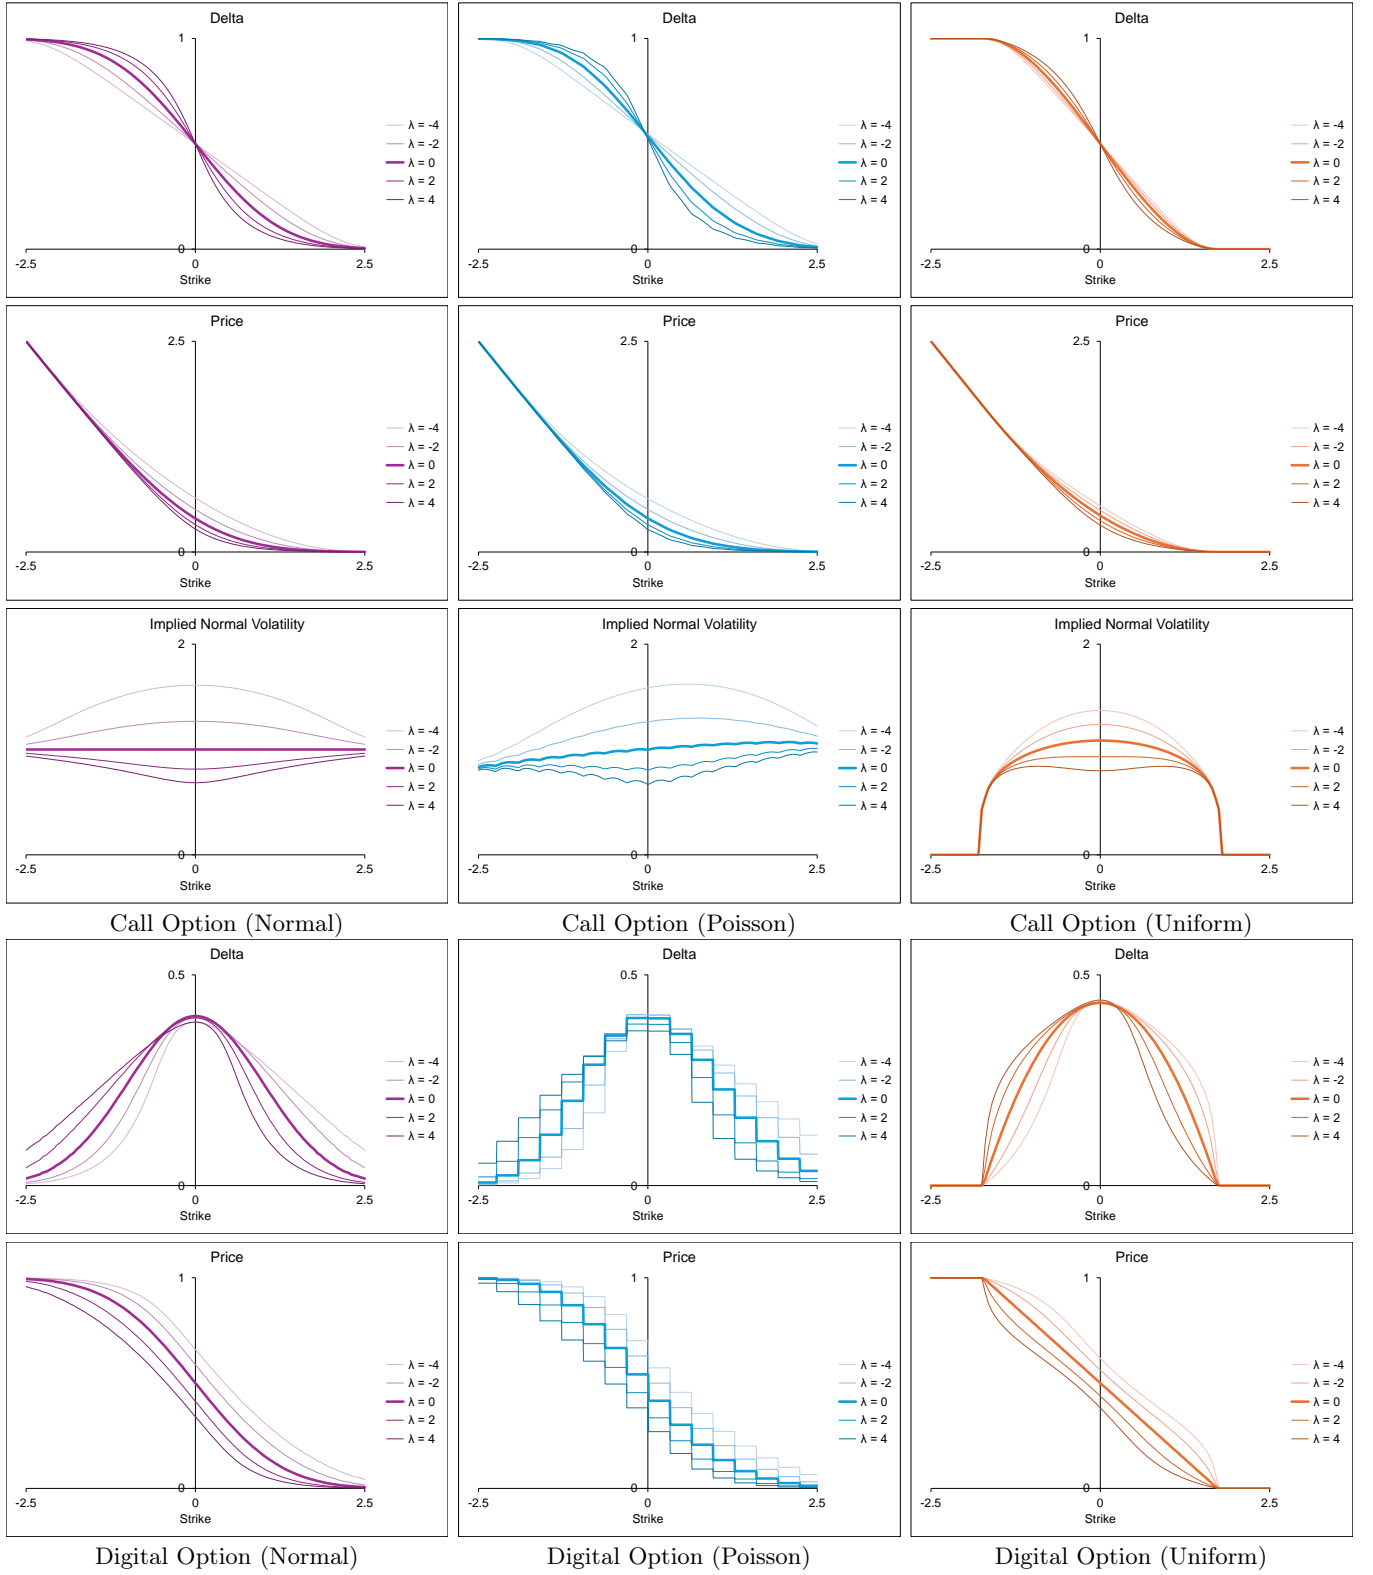 Delta
1
λ = -4
λ = -2
λ = 0
λ = 2
λ = 4
0
-2.5 0 2.5
Strike
Delta
1
λ = -4
λ = -2
λ = 0
λ = 2
λ = 4
0
-2.5 0 2.5
Strike
Delta
1
λ = -4
λ = -2
λ = 0
λ = 2
λ = 4
0
-2.5 0 2.5
Strike
Price
2.5
λ = -4
λ = -2
λ = 0
λ = 2
λ = 4
0
-2.5 0 2.5
Strike
Price
2.5
λ = -4
λ = -2
λ = 0
λ = 2
λ = 4
0
-2.5 0 2.5
Strike
Price
2.5
λ = -4
λ = -2
λ = 0
λ = 2
λ = 4
0
-2.5 0 2.5
Strike
Implied Normal Volatility
2
λ = -4
λ = -2
λ = 0
λ = 2
λ = 4
0
-2.5 0 2.5
Strike
Implied Normal Volatility
2
λ = -4
λ = -2
λ = 0
λ = 2
λ = 4
0
-2.5 0 2.5
Strike
Implied Normal Volatility
2
λ = -4
λ = -2
λ = 0
λ = 2
λ = 4
0
-2.5 0 2.5
Strike
Call Option (Normal)
Call Option (Poisson)
Call Option (Uniform)
Delta
0.5
λ = -4
λ = -2
λ = 0
λ = 2
λ = 4
0
-2.5 0 2.5
Strike
Delta
0.5
λ = -4
λ = -2
λ = 0
λ = 2
λ = 4
0
-2.5 0 2.5
Strike
Delta
0.5
λ = -4
λ = -2
λ = 0
λ = 2
λ = 4
0
-2.5 0 2.5
Strike
Price
1
λ = -4
λ = -2
λ = 0
λ = 2
λ = 4
0
-2.5 0 2.5
Strike
Price
1
λ = -4
λ = -2
λ = 0
λ = 2
λ = 4
0
-2.5 0 2.5
Strike
Price
1
λ = -4
λ = -2
λ = 0
λ = 2
λ = 4
0
-2.5 0 2.5
Strike
Digital Option (Normal)
Digital Option (Poisson)
Digital Option (Uniform)